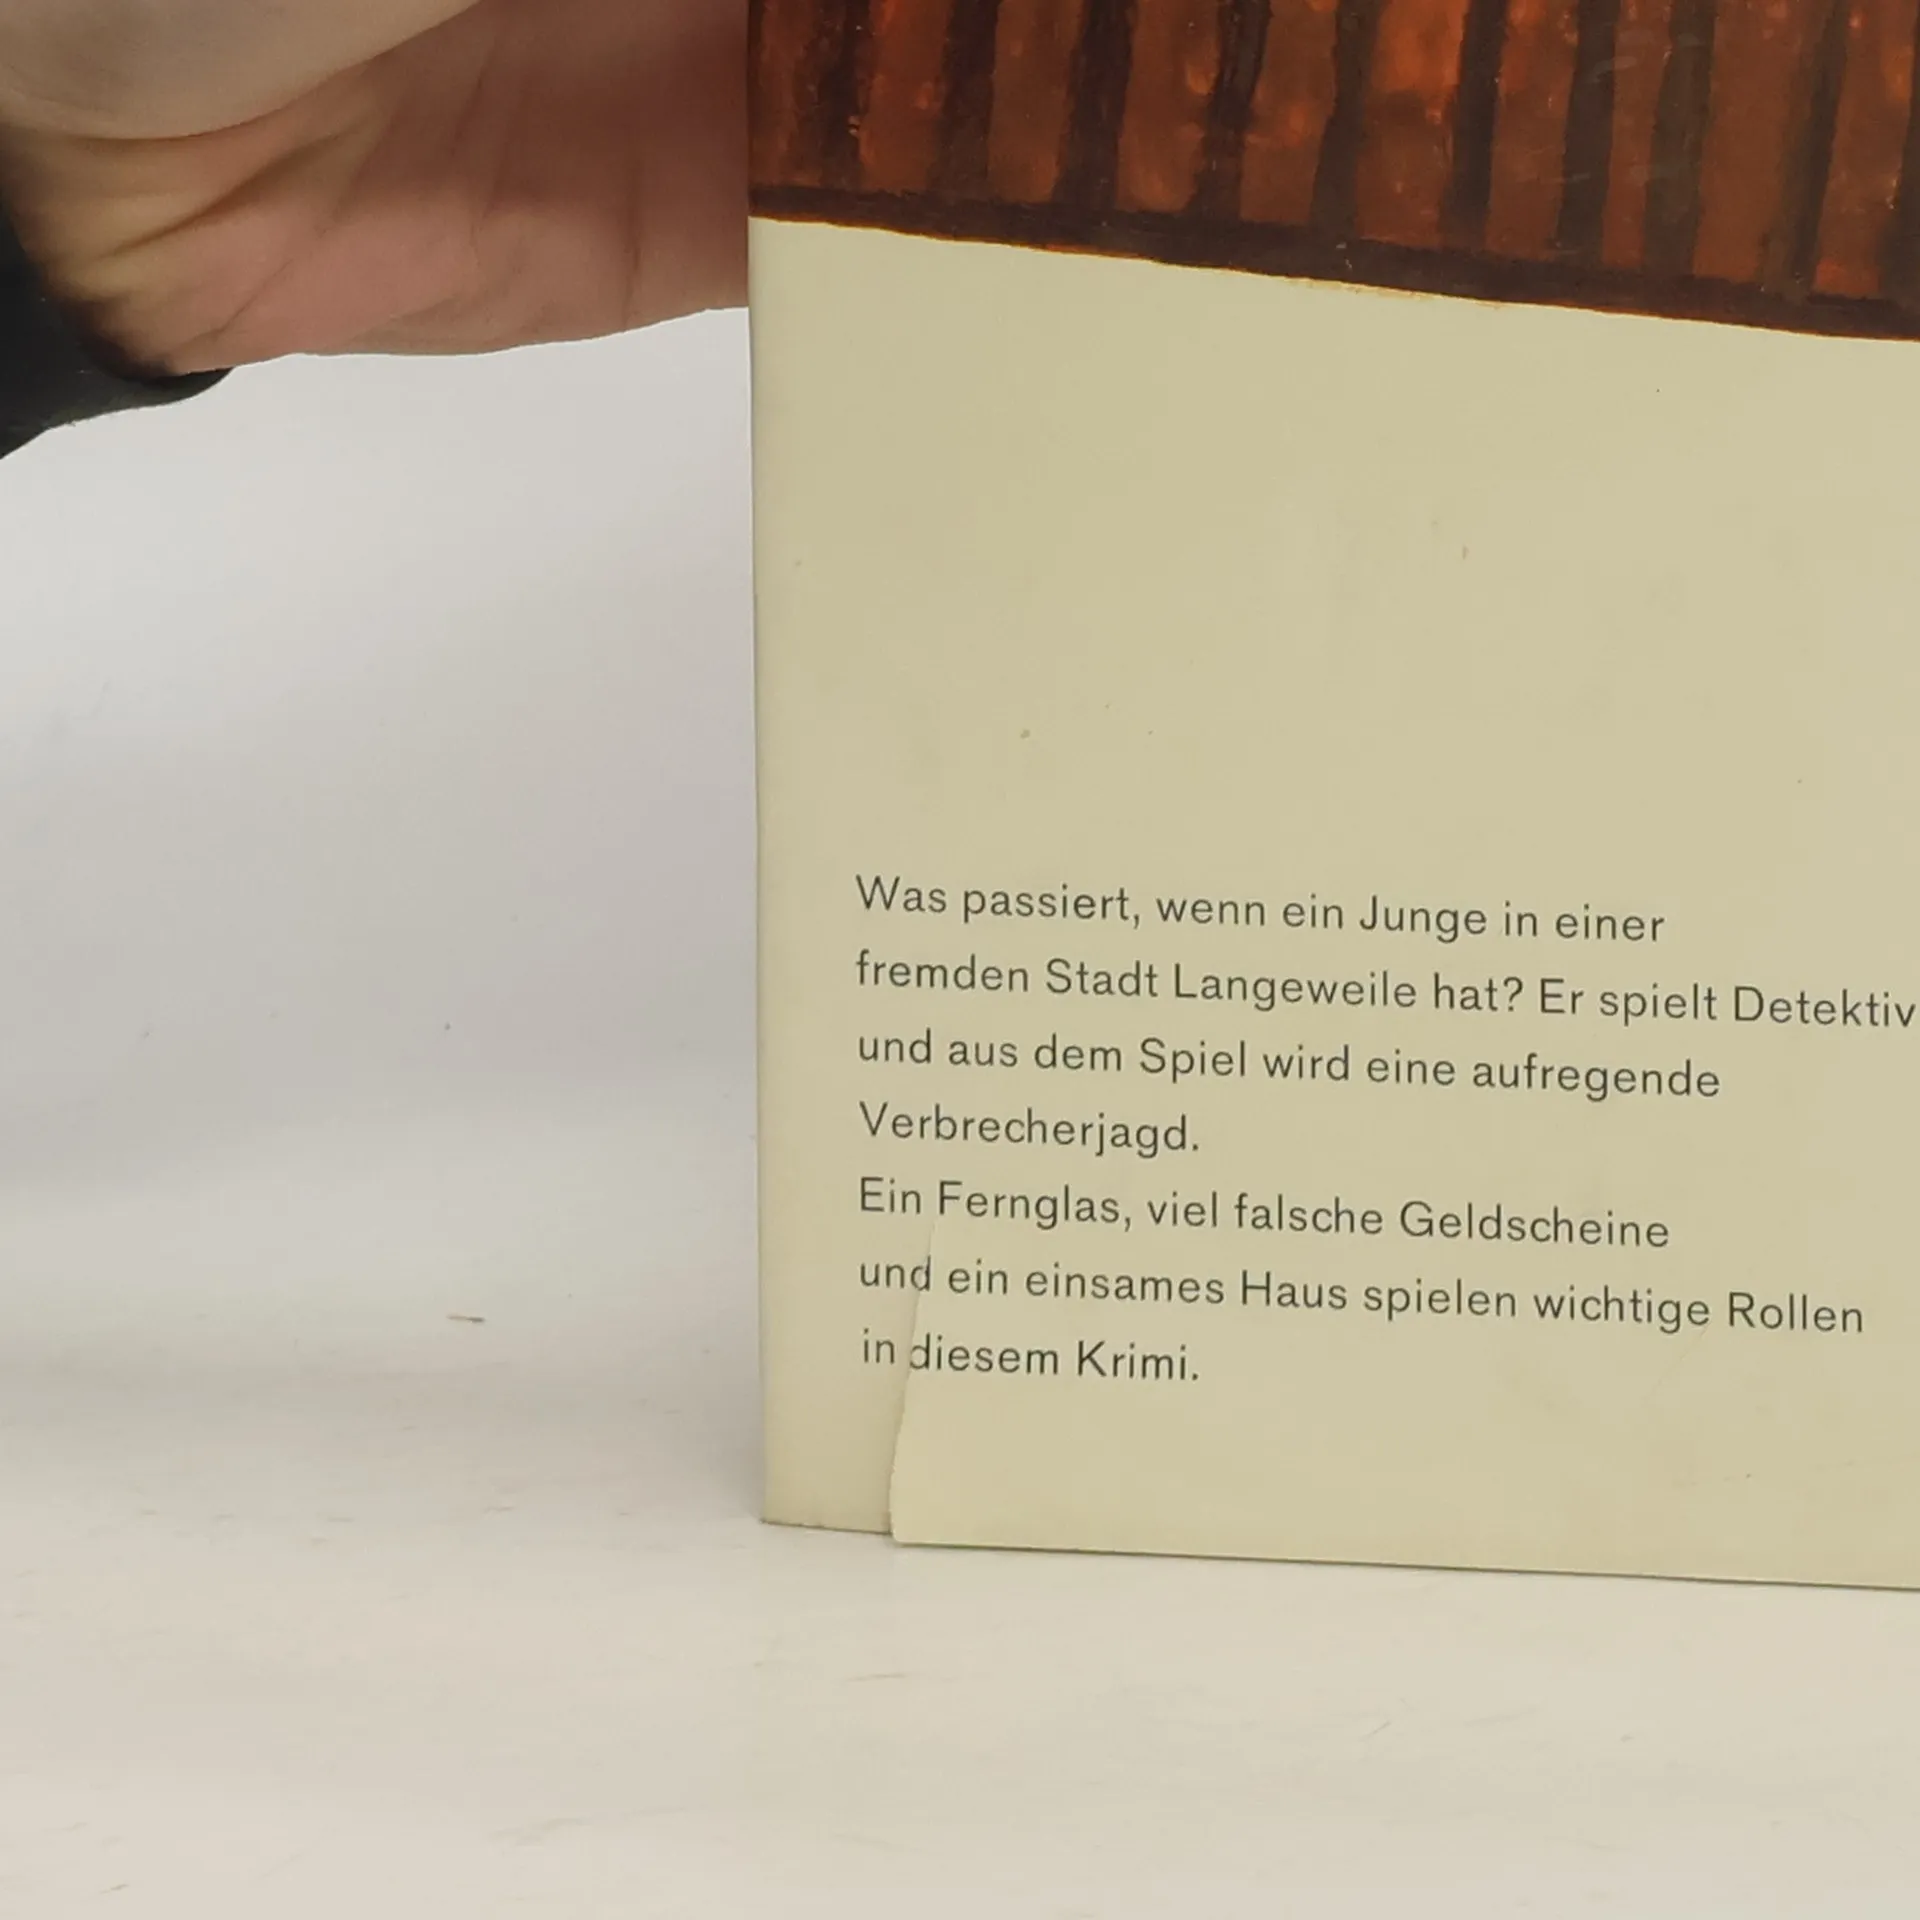 Was passiert, wenn ein Junge in einer
fremden Stadt Langeweile hat? Er spielt Detektiv
und aus dem Spiel wird eine aufregende
Verbrecherjagd.
Ein Fernglas, viel falsche Geldscheine
und ein einsames Haus spielen wichtige Rollen
in diesem Krimi.